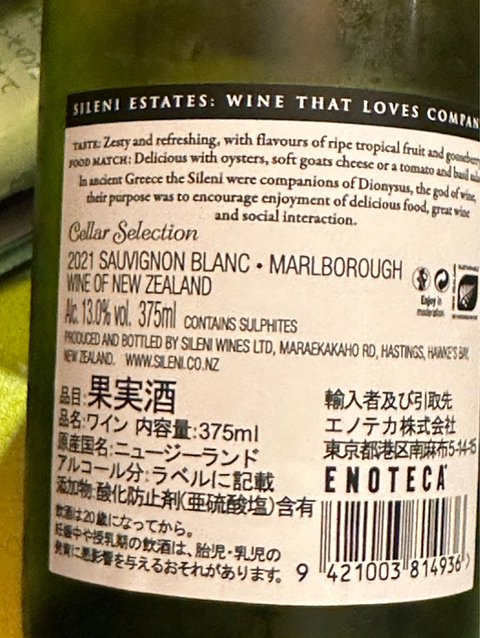 SILENI ESTATES: WINE THAT LOVES COMPAN
TASTE: Zesty and refreshing, with flavours of ripe tropical fruit and gooseberry
FOOD MATCH: Delicious with oysters, soft goats cheese or a tomato and basil
In ancient Greece the Sileni were companions of Dionysus, the god of wine,
their purpose was to encourage enjoyment of delicious food, great wine
and social interaction.
Cellar Selection
2021 SAUVIGNON BLANC • MARLBOROUGH
WINE OF NEW ZEALAND
Alc. 13.0% vol. 375ml CONTAINS SULPHITES
Enjoy in
moderation
PRODUCED AND BOTTLED BY SILENI WINES LTD, MARAEKAKAHO RD, HASTINGS, HAWKE'S BAY,
NEW ZEALAND. WWW.SILENI.CO.NZ
品目:果実酒
品名:ワイン 内容量:375ml
原産国名:ニュージーランド
アルコール分:ラベルに記載
添加物:酸化防止剤(亜硫酸塩)含有
飲酒は20歳になってから。
妊娠中や授乳期の飲酒は、胎児・乳児の
発育に悪影響を与えるおそれがあります。
輸入者及び引取先
エノテカ株式会社
東京都港区南麻布5-14-15
ENOTECA
9 421003 814936 >